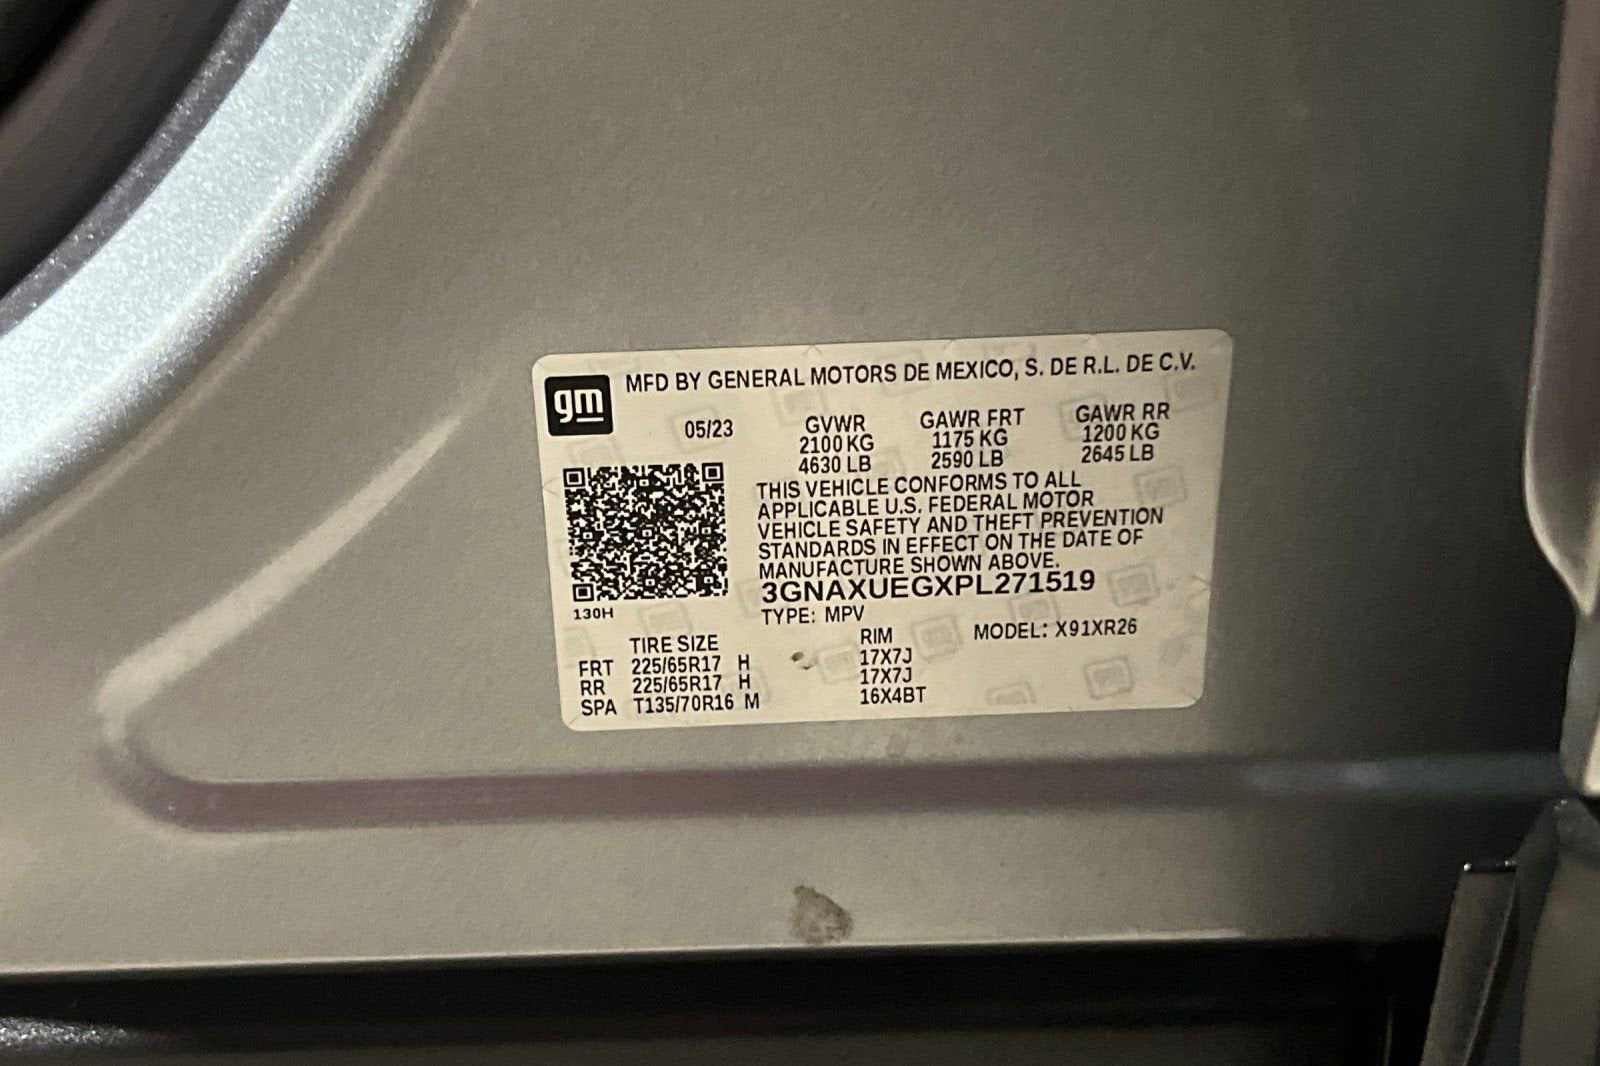 gm
MFD BY GENERAL MOTORS DE MEXICO, S. DE R.L. DE C.V.
05/23 GVWR GAWR FRT GAWR RR
2100 KG 1175 KG 1200 KG
4630 LB 2590 LB 2645 LB
THIS VEHICLE CONFORMS TO ALL
APPLICABLE U.S. FEDERAL MOTOR
VEHICLE SAFETY AND THEFT PREVENTION
STANDARDS IN EFFECT ON THE DATE OF
MANUFACTURE SHOWN ABOVE.
3GNAXUEGXPL271519
130H
TYPE: MPV
MODEL: X91XR26
TIRE SIZE RIM
FRT 225/65R17 H 17X7J
RR 225/65R17 H 17X7J
SPA T135/70R16 M 16X4BT